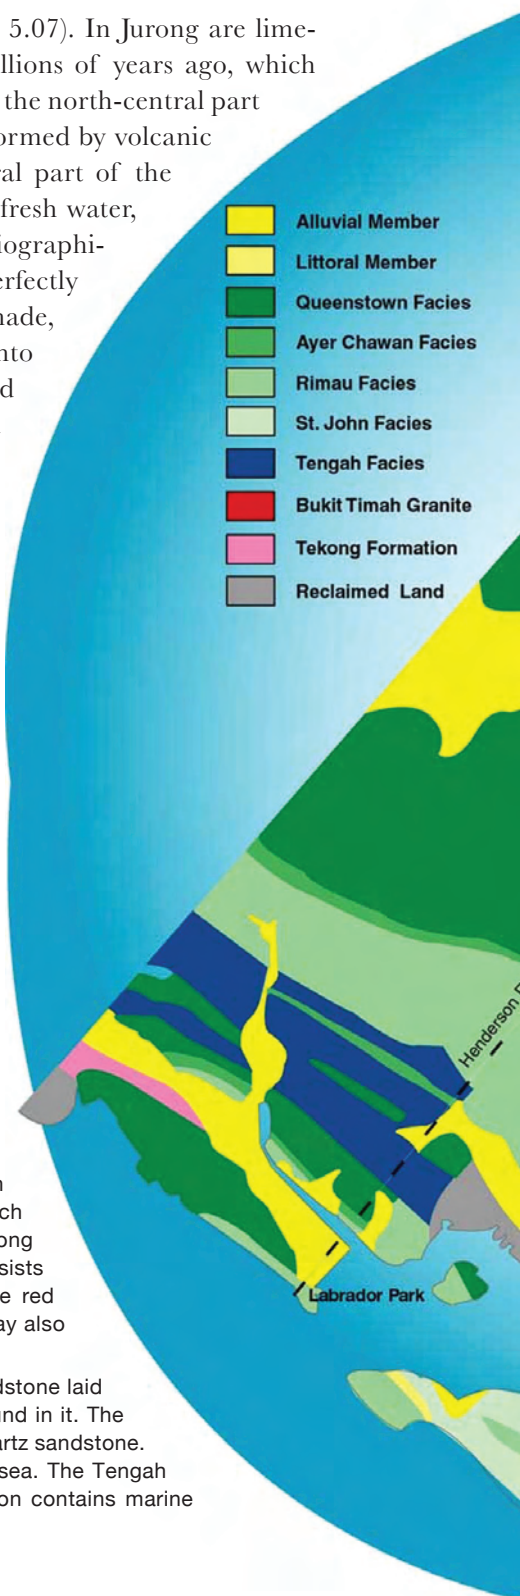 5.07). In Jurong are lime-
llions of years ago, which
the north-central part
ormed by volcanic
al part of the
fresh water,
iographi-
erfectly
nade,
nto
d
Alluvial Member
Littoral Member
Queenstown Facies
Ayer Chawan Facies
Rimau Facies
St. John Facies
Tengah Facies
Bukit Timah Granite
Tekong Formation
Reclaimed Land
Henderson
Labrador Park
n
ch
ong
sists
e red
ay also
dstone laid
und in it. The
artz sandstone.
sea. The Tengah
on contains marine